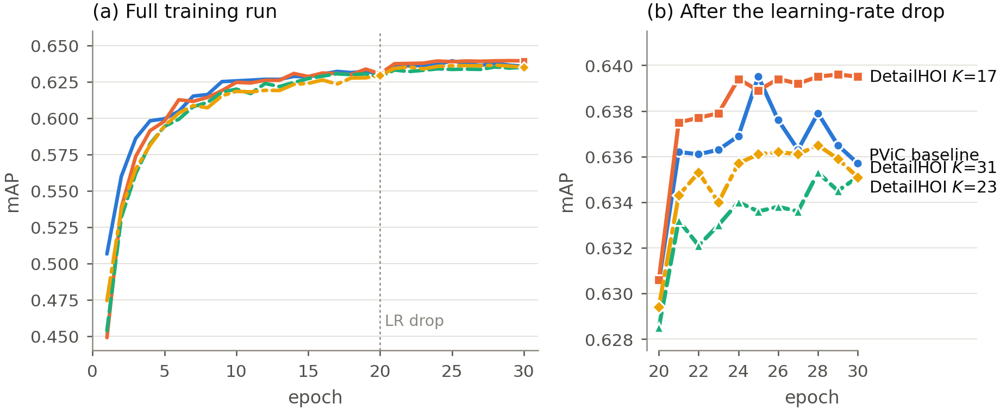 (a) Full training run
mAP
0.650
0.625
0.600
0.575
0.550
0.525
0.500
0.475
0.450
LR drop
0 5 10 15 20 25 30
epoch
(b) After the learning-rate drop
mAP
0.640
0.638
0.636
0.634
0.632
0.630
0.628
DetailHOI K=17
PViC baseline
DetailHOI K=31
DetailHOI K=23
20 22 24 26 28 30
epoch